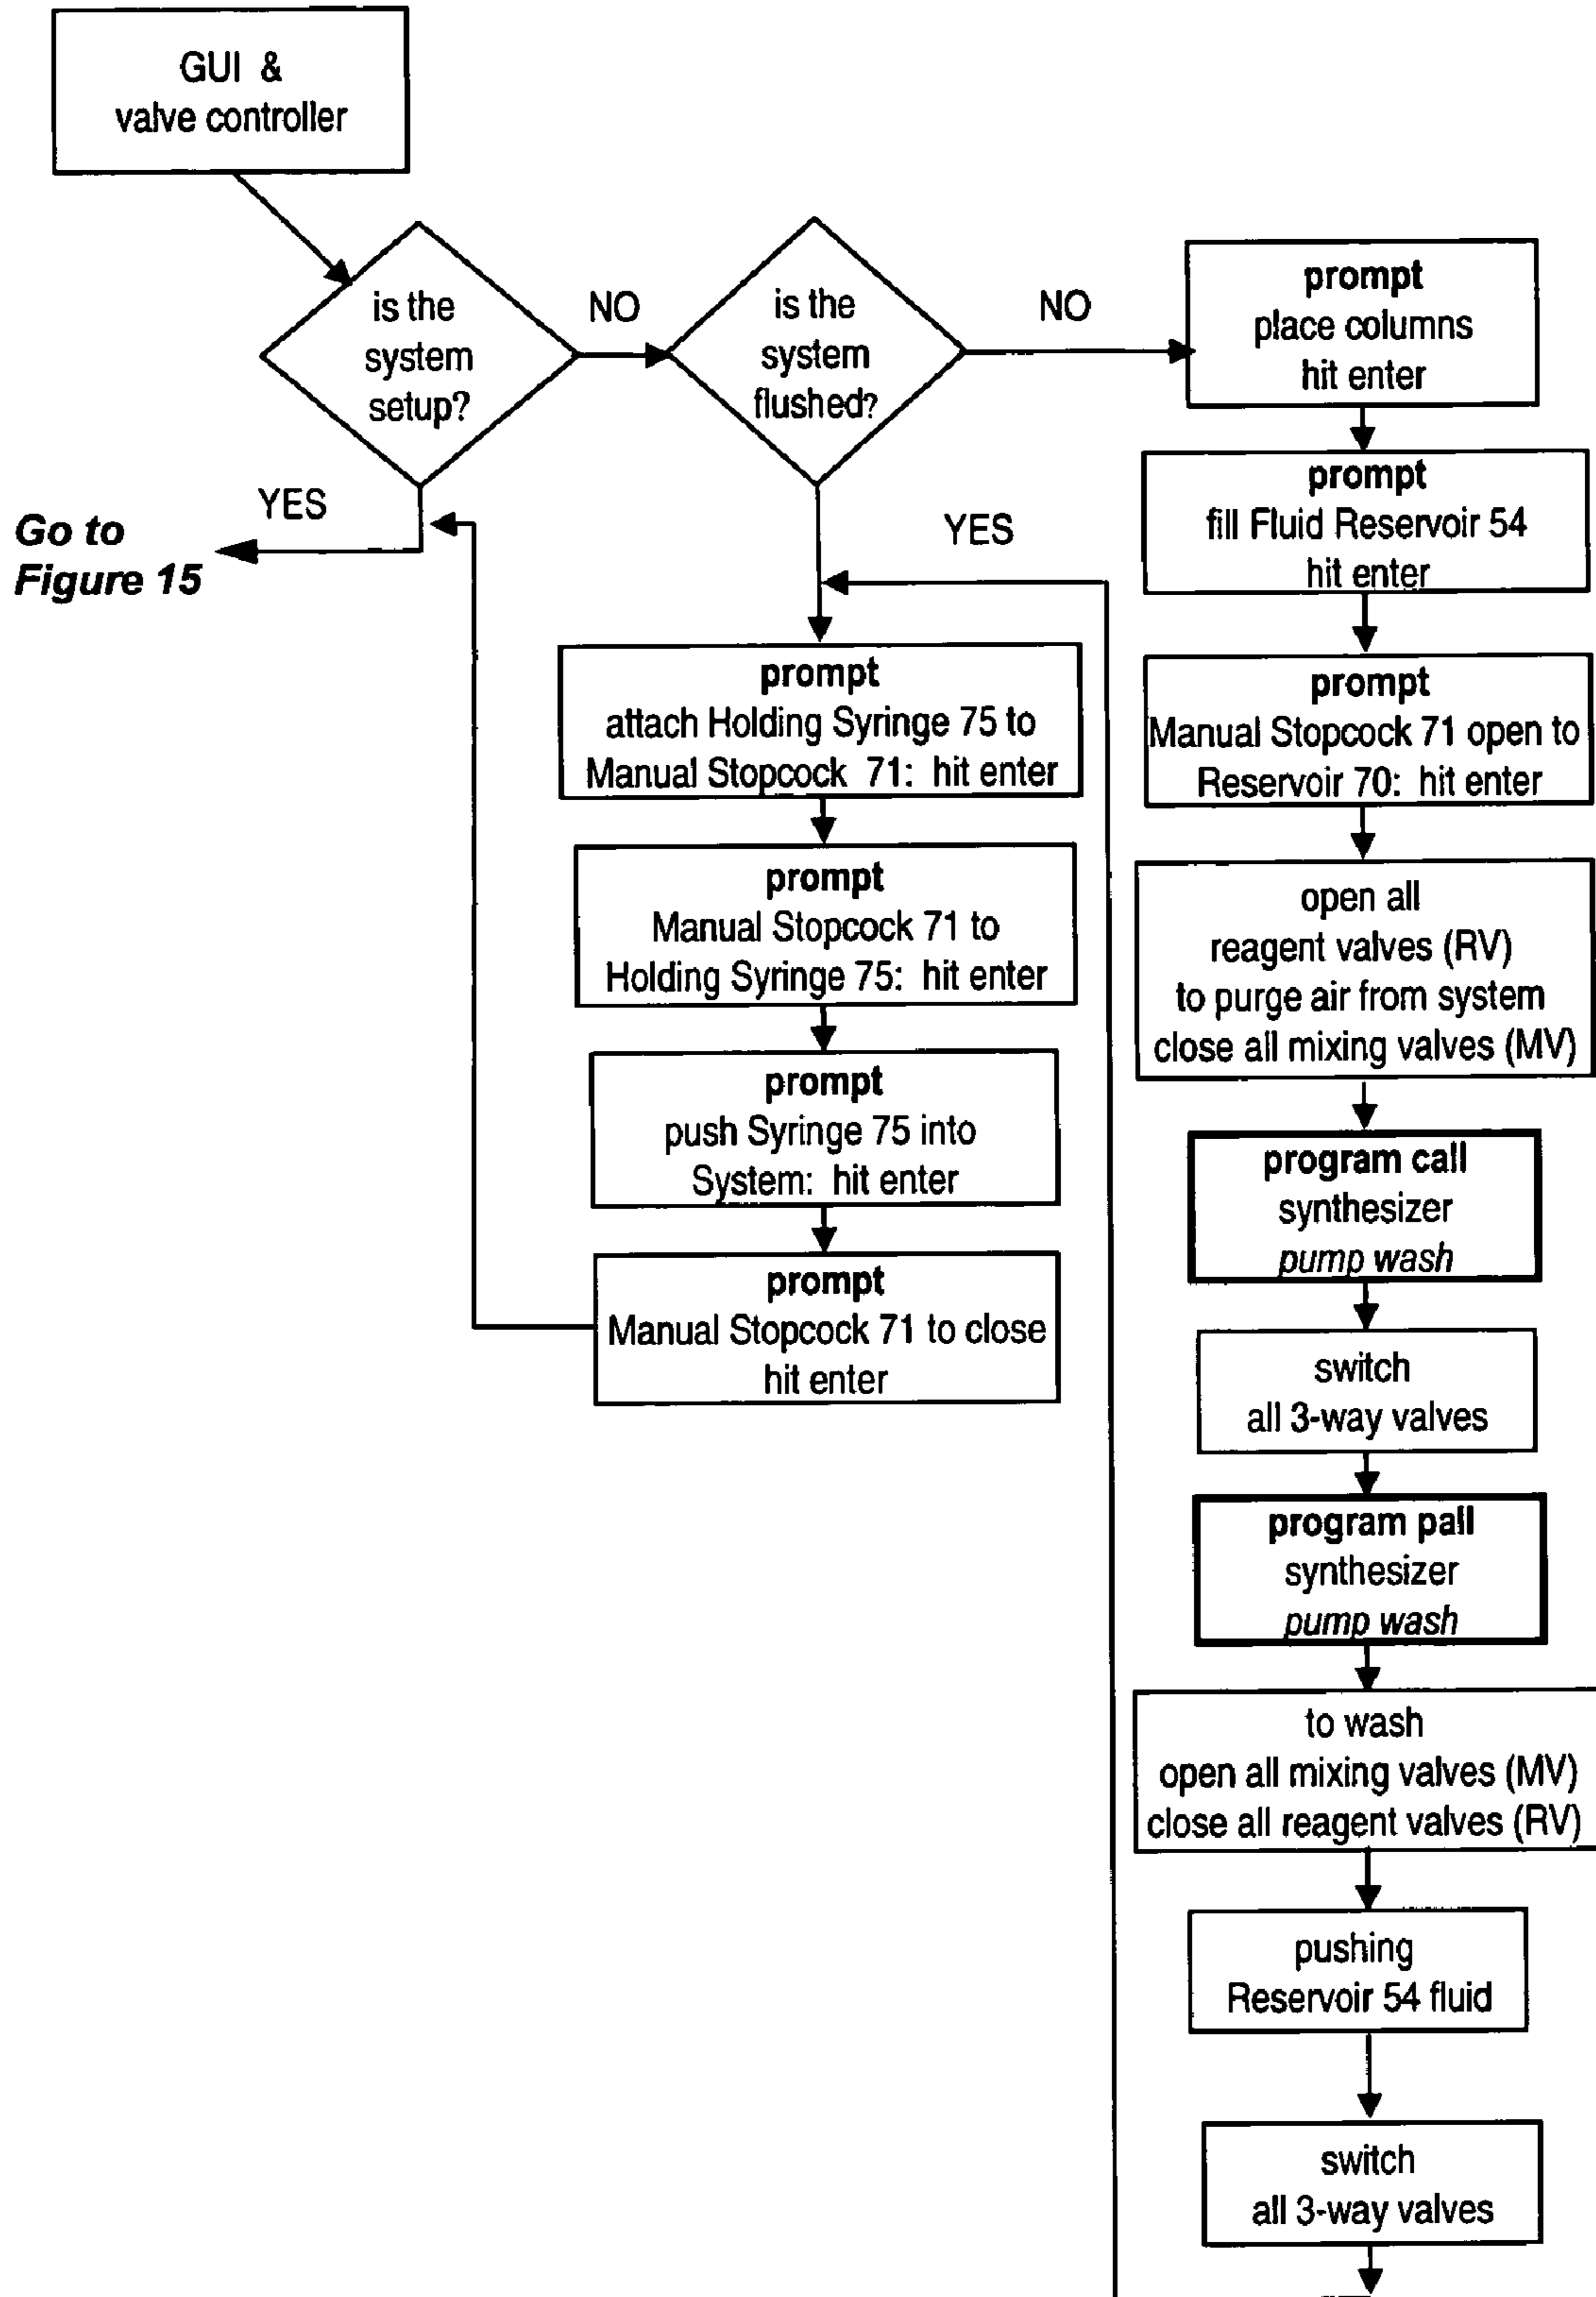 GUI &
valve controller
is the
system
setup?
NO
is the
system
flushed?
NO
YES
Go to
Figure 15
YES
prompt
attach Holding Syringe 75 to
Manual Stopcock 71: hit enter
prompt
Manual Stopcock 71 to
Holding Syringe 75: hit enter
prompt
push Syringe 75 into
System: hit enter
prompt
Manual Stopcock 71 to close
hit enter
prompt
place columns
hit enter
prompt
fill Fluid Reservoir 54
hit enter
prompt
Manual Stopcock 71 open to
Reservoir 70: hit enter
open all
reagent valves (RV)
to purge air from system
close all mixing valves (MV)
program call
synthesizer
pump wash
switch
all 3-way valves
program pall
synthesizer
pump wash
to wash
open all mixing valves (MV)
close all reagent valves (RV)
pushing
Reservoir 54 fluid
switch
all 3-way valves